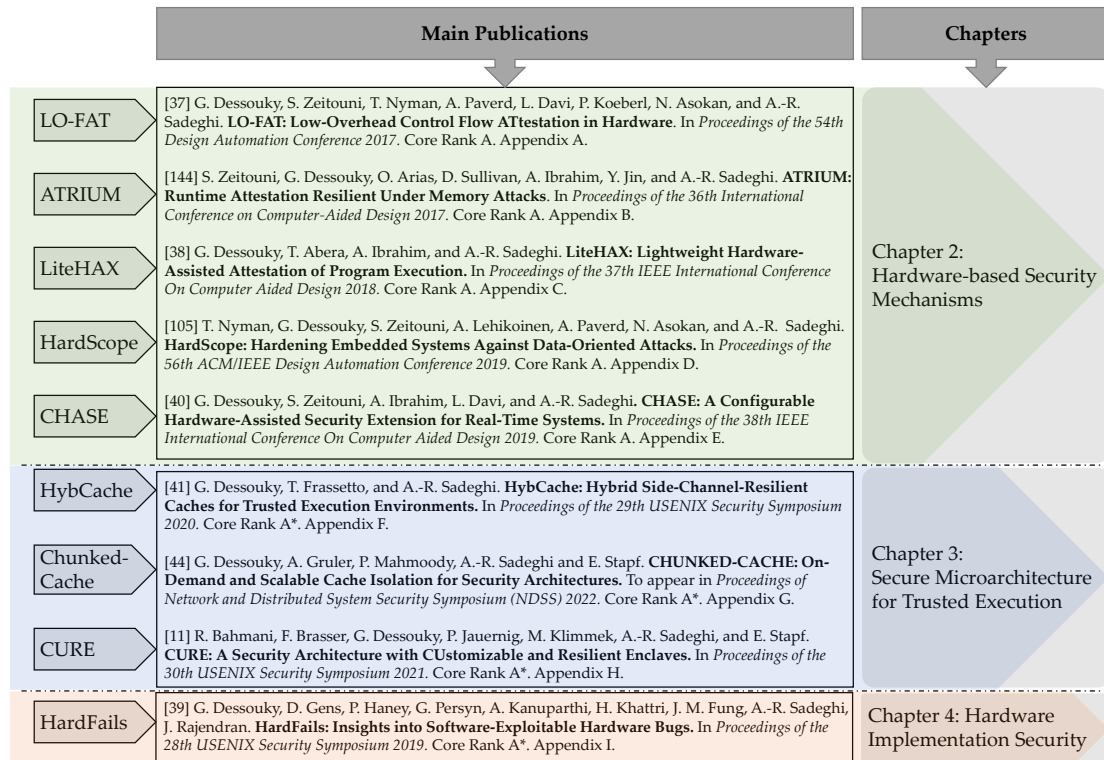 Main Publications
Chapters
LO-FAT
[37] G. Dessouky, S. Zeitouni, T. Nyman, A. Paverd, L. Davi, P. Koeberl, N. Asokan, and A.-R.
Sadeghi. LO-FAT: Low-Overhead Control Flow ATtestation in Hardware. In Proceedings of the 54th
Design Automation Conference 2017. Core Rank A. Appendix A.
ATRIUM
[144] S. Zeitouni, G. Dessouky, O. Arias, D. Sullivan, A. Ibrahim, Y. Jin, and A.-R. Sadeghi. ATRIUM:
Runtime Attestation Resilient Under Memory Attacks. In Proceedings of the 36th International
Conference on Computer-Aided Design 2017. Core Rank A. Appendix B.
LiteHAX
[38] G. Dessouky, T. Abera, A. Ibrahim, and A.-R. Sadeghi. LiteHAX: Lightweight Hardware-
Assisted Attestation of Program Execution. In Proceedings of the 37th IEEE International Conference
On Computer Aided Design 2018. Core Rank A. Appendix C.
HardScope
[105] T. Nyman, G. Dessouky, S. Zeitouni, A. Lehikoinen, A. Paverd, N. Asokan, and A.-R. Sadeghi.
HardScope: Hardening Embedded Systems Against Data-Oriented Attacks. In Proceedings of the
56th ACM/IEEE Design Automation Conference 2019. Core Rank A. Appendix D.
CHASE
[40] G. Dessouky, S. Zeitouni, A. Ibrahim, L. Davi, and A.-R. Sadeghi. CHASE: A Configurable
Hardware-Assisted Security Extension for Real-Time Systems. In Proceedings of the 38th IEEE
International Conference On Computer Aided Design 2019. Core Rank A. Appendix E.
Chapter 2:
Hardware-based Security
Mechanisms
HybCache
[41] G. Dessouky, T. Frassetto, and A.-R. Sadeghi. HybCache: Hybrid Side-Channel-Resilient
Caches for Trusted Execution Environments. In Proceedings of the 29th USENIX Security Symposium
2020. Core Rank A*. Appendix F.
Chunked-
Cache
[44] G. Dessouky, A. Gruler, P. Mahmoody, A.-R. Sadeghi and E. Stapf. CHUNKED-CACHE: On-
Demand and Scalable Cache Isolation for Security Architectures. To appear in Proceedings of
Network and Distributed System Security Symposium (NDSS) 2022. Core Rank A*. Appendix G.
CURE
[11] R. Bahmani, F. Brasser, G. Dessouky, P. Jauernig, M. Klimmek, A.-R. Sadeghi, and E. Stapf.
CURE: A Security Architecture with CUstomizable and Resilient Enclaves. In Proceedings of the
30th USENIX Security Symposium 2021. Core Rank A*. Appendix H.
Chapter 3:
Secure Microarchitecture
for Trusted Execution
HardFails
[39] G. Dessouky, D. Gens, P. Haney, G. Persyn, A. Kanuparthi, H. Khattri, J. M. Fung, A.-R. Sadeghi,
J. Rajendran. HardFails: Insights into Software-Exploitable Hardware Bugs. In Proceedings of the
28th USENIX Security Symposium 2019. Core Rank A*. Appendix I.
Chapter 4: Hardware
Implementation Security